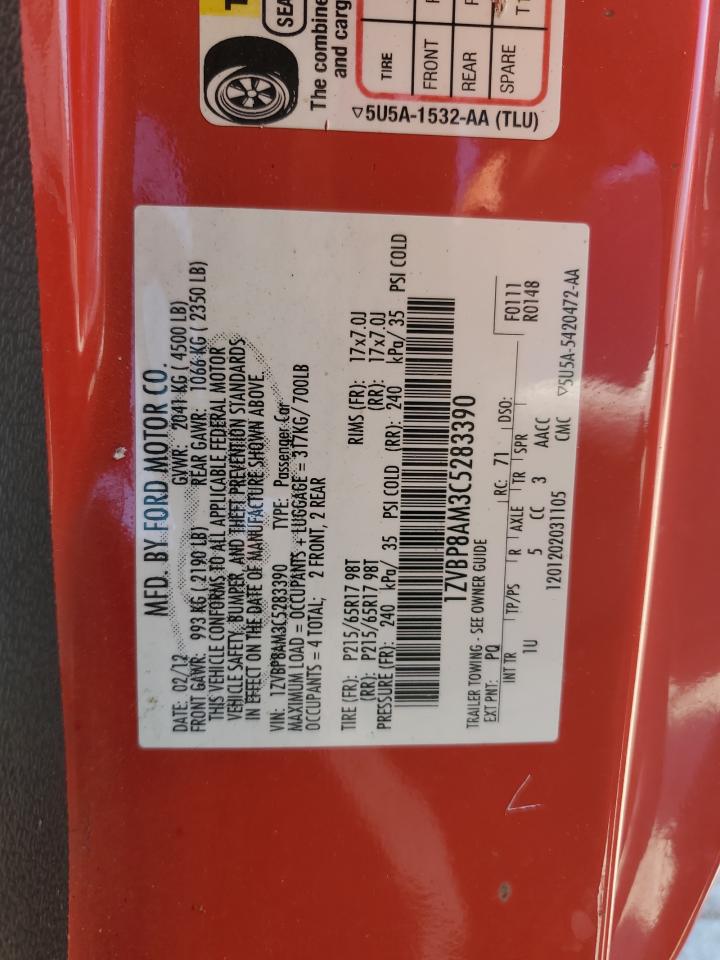 MFD. BY FORD MOTOR CO.
DATE: 02/12 GVWR: 2041 KG ( 4500 LB)
FRONT GAWR: 993 KG ( 2190 LB) REAR GAWR: 1066 KG ( 2350 LB)
THIS VEHICLE CONFORMS TO ALL APPLICABLE FEDERAL MOTOR
VEHICLE SAFETY, BUMPER, AND THEFT PREVENTION STANDARDS
IN EFFECT ON THE DATE OF MANUFACTURE SHOWN ABOVE.
VIN: 1ZVBP8AM3C5283390 TYPE: Passenger Car
MAXIMUM LOAD = OCCUPANTS + LUGGAGE = 317KG/ 700LB
OCCUPANTS = 4 TOTAL; 2 FRONT, 2 REAR
TIRE (FR): P215/65R17 98T RIMS (FR): 17x7.0J
(RR): P215/65R17 98T (RR): 17x7.0J
PRESSURE (FR): 240 kPa/ 35 PSI COLD (RR): 240 kPa/ 35 PSI COLD
1ZVBP8AM3C5283390
TRAILER TOWING - SEE OWNER GUIDE
EXT PNT: PQ RC: 71 DSO: F0111
R0148
INT TR TP/PS R AXLE TR SPR
1U 5 CC 3 AACC
CMC
1201202031105 ▽5U5A-5420472-AA
T
SEA
The combine
and carg
TIRE
FRONT
REAR
SPARE T1
▽5U5A-1532-AA (TLU)